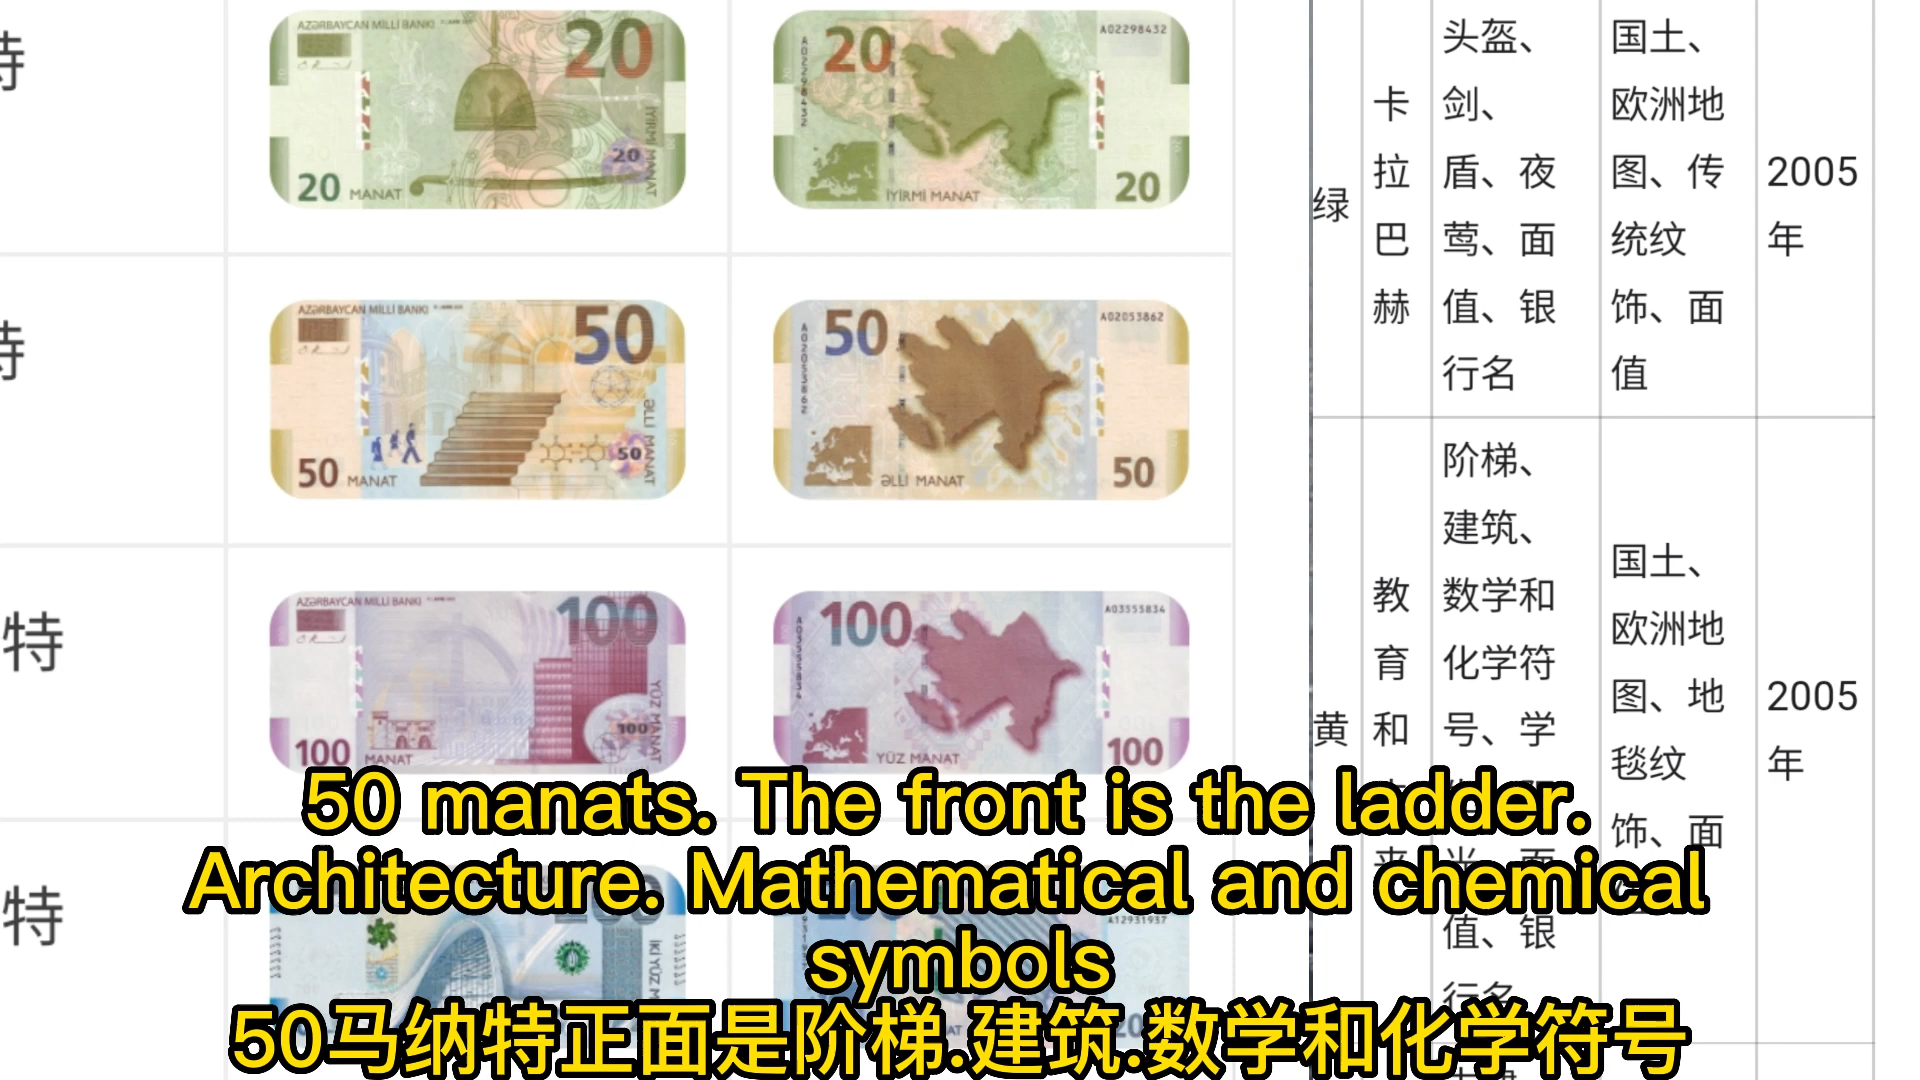 特
AZƏRBAYCAN MİLLİ BANKI
20
20
İYİRMİ MANAT
20 MANAT
A02298432
20
A02298432
İYİRMİ MANAT
20
绿
卡
拉
巴
赫
头盔、
剑、
盾、夜
莺、面
值、银
行名
国土、
欧洲地
图、传
统纹
饰、面
值
2005
年
特
AZƏRBAYCAN MİLLİ BANKI
50
50
ƏLLİ MANAT
50 MANAT
A02053862
50
A02053862
ƏLLİ MANAT
50
特
AZƏRBAYCAN MİLLİ BANKI
100
100
YÜZ MANAT
100 MANAT
A03555834
100
A03555834
YÜZ MANAT
100
黄
教
育
和
阶梯、
建筑、
数学和
化学符
号、学
值、银
行名
国土、
欧洲地
图、地
毯纹
饰、面
2005
年
特
İKİ YÜZ M
A12931937
50 manats. The front is the ladder.
Architecture. Mathematical and chemical
symbols
50马纳特正面是阶梯.建筑.数学和化学符号